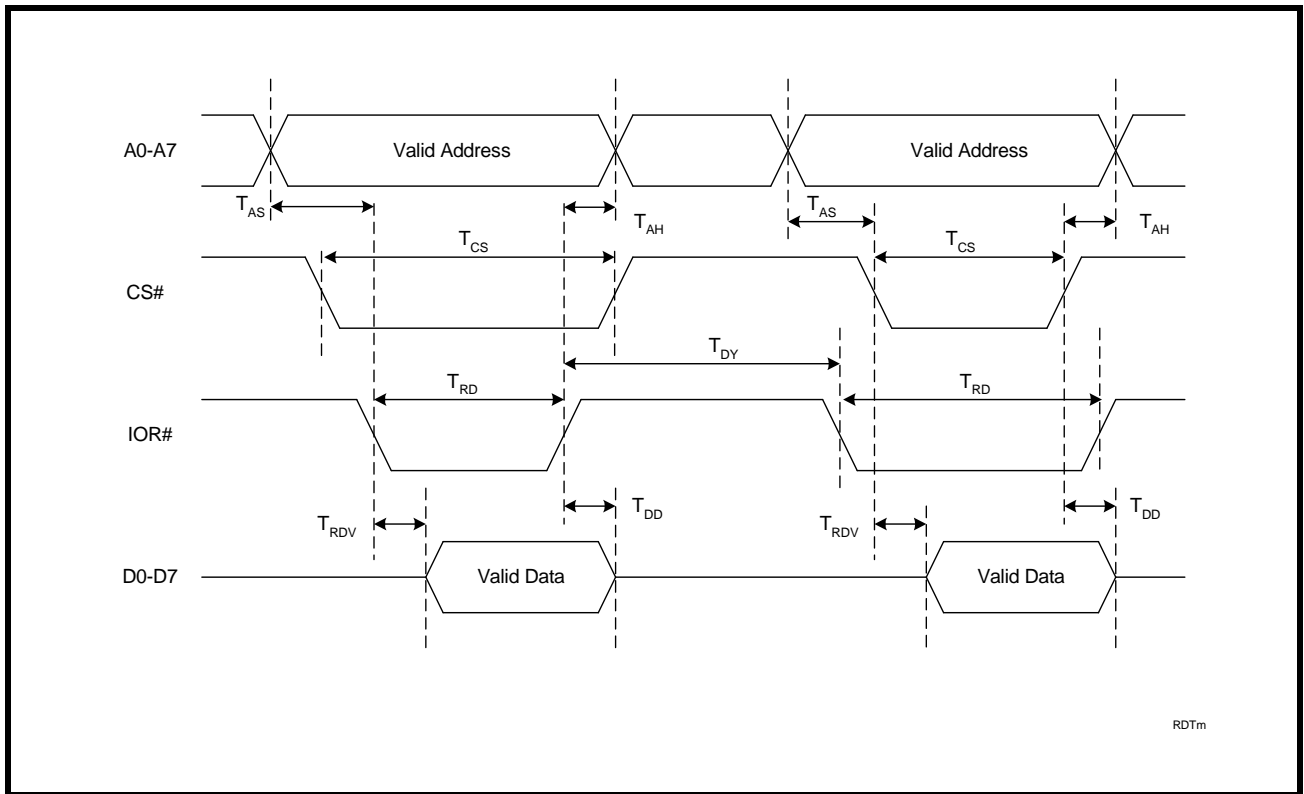 A0-A7
Valid Address
Valid Address
TAS
TAH
TAS
TAH
TCS
TCS
CS#
TDY
TRD
TRD
IOR#
TRDV
TDD
TRDV
TDD
D0-D7
Valid Data
Valid Data
RDTm